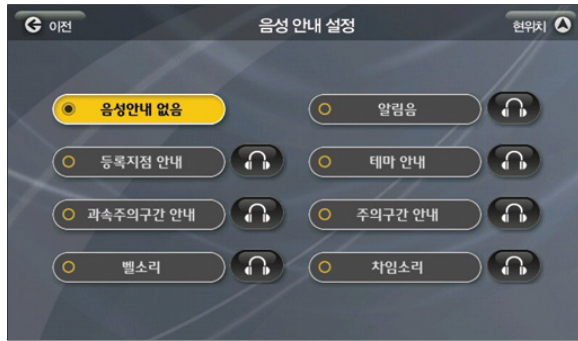 이전
음성 안내 설정
현위치
음성안내 없음
알림음
등록지점 안내
테마 안내
과속주의구간 안내
주의구간 안내
벨소리
차임소리